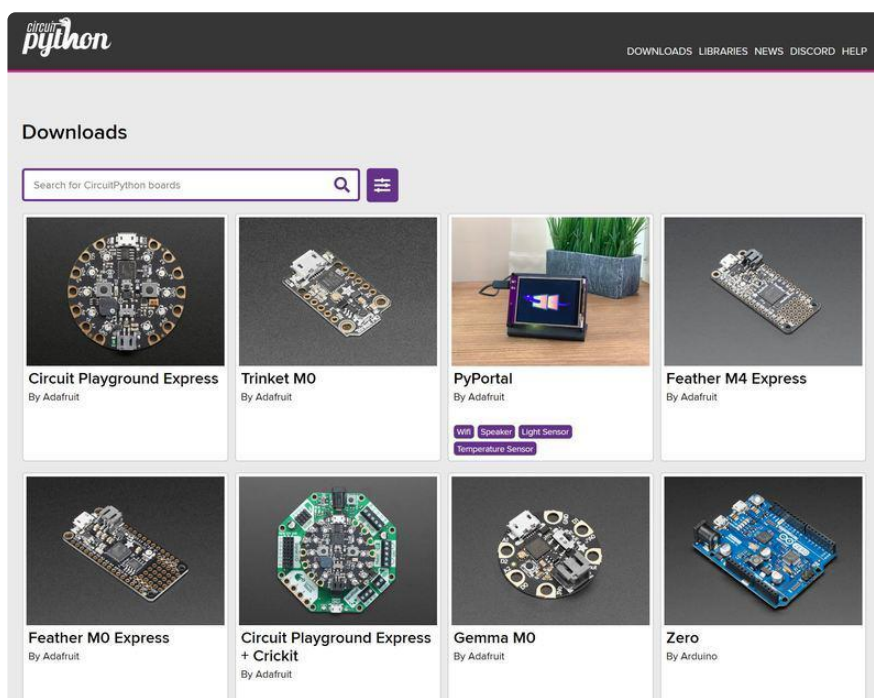 circuit
python
DOWNLOADS LIBRARIES NEWS DISCORD HELP
Downloads
Search for CircuitPython boards
Circuit Playground Express
By Adafruit
Trinket M0
By Adafruit
PyPortal
By Adafruit
Wifi Speaker Light Sensor
Temperature Sensor
Feather M4 Express
By Adafruit
Feather M0 Express
By Adafruit
Circuit Playground Express
+ Crickit
By Adafruit
Gemma M0
By Adafruit
Zero
By Arduino